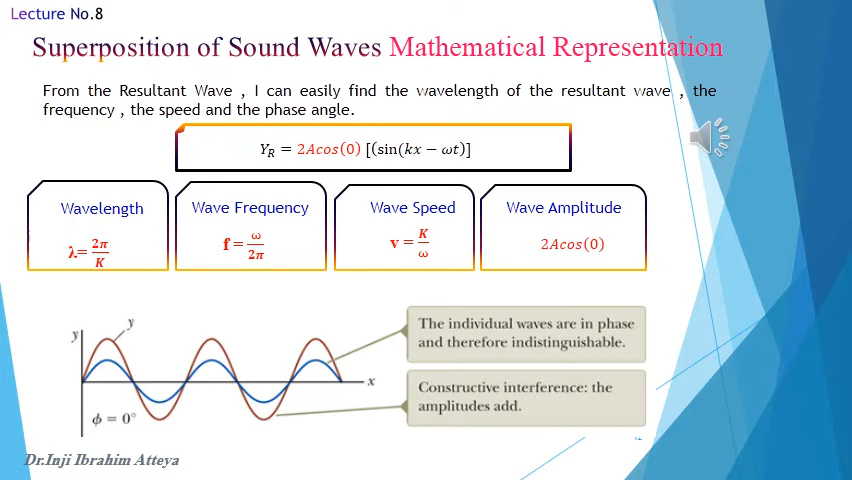 Lecture No.8
Superposition of Sound Waves Mathematical Representation
From the Resultant Wave , I can easily find the wavelength of the resultant wave , the
frequency , the speed and the phase angle.
Y_R = 2Acos(0) [(sin(kx − ωt)]
Wavelength
λ= 2π/K
Wave Frequency
f = ω/2π
Wave Speed
v = K/ω
Wave Amplitude
2Acos(0)
y
y
x
ϕ = 0°
The individual waves are in phase
and therefore indistinguishable.
Constructive interference: the
amplitudes add.
Dr.Inji Ibrahim Atteya